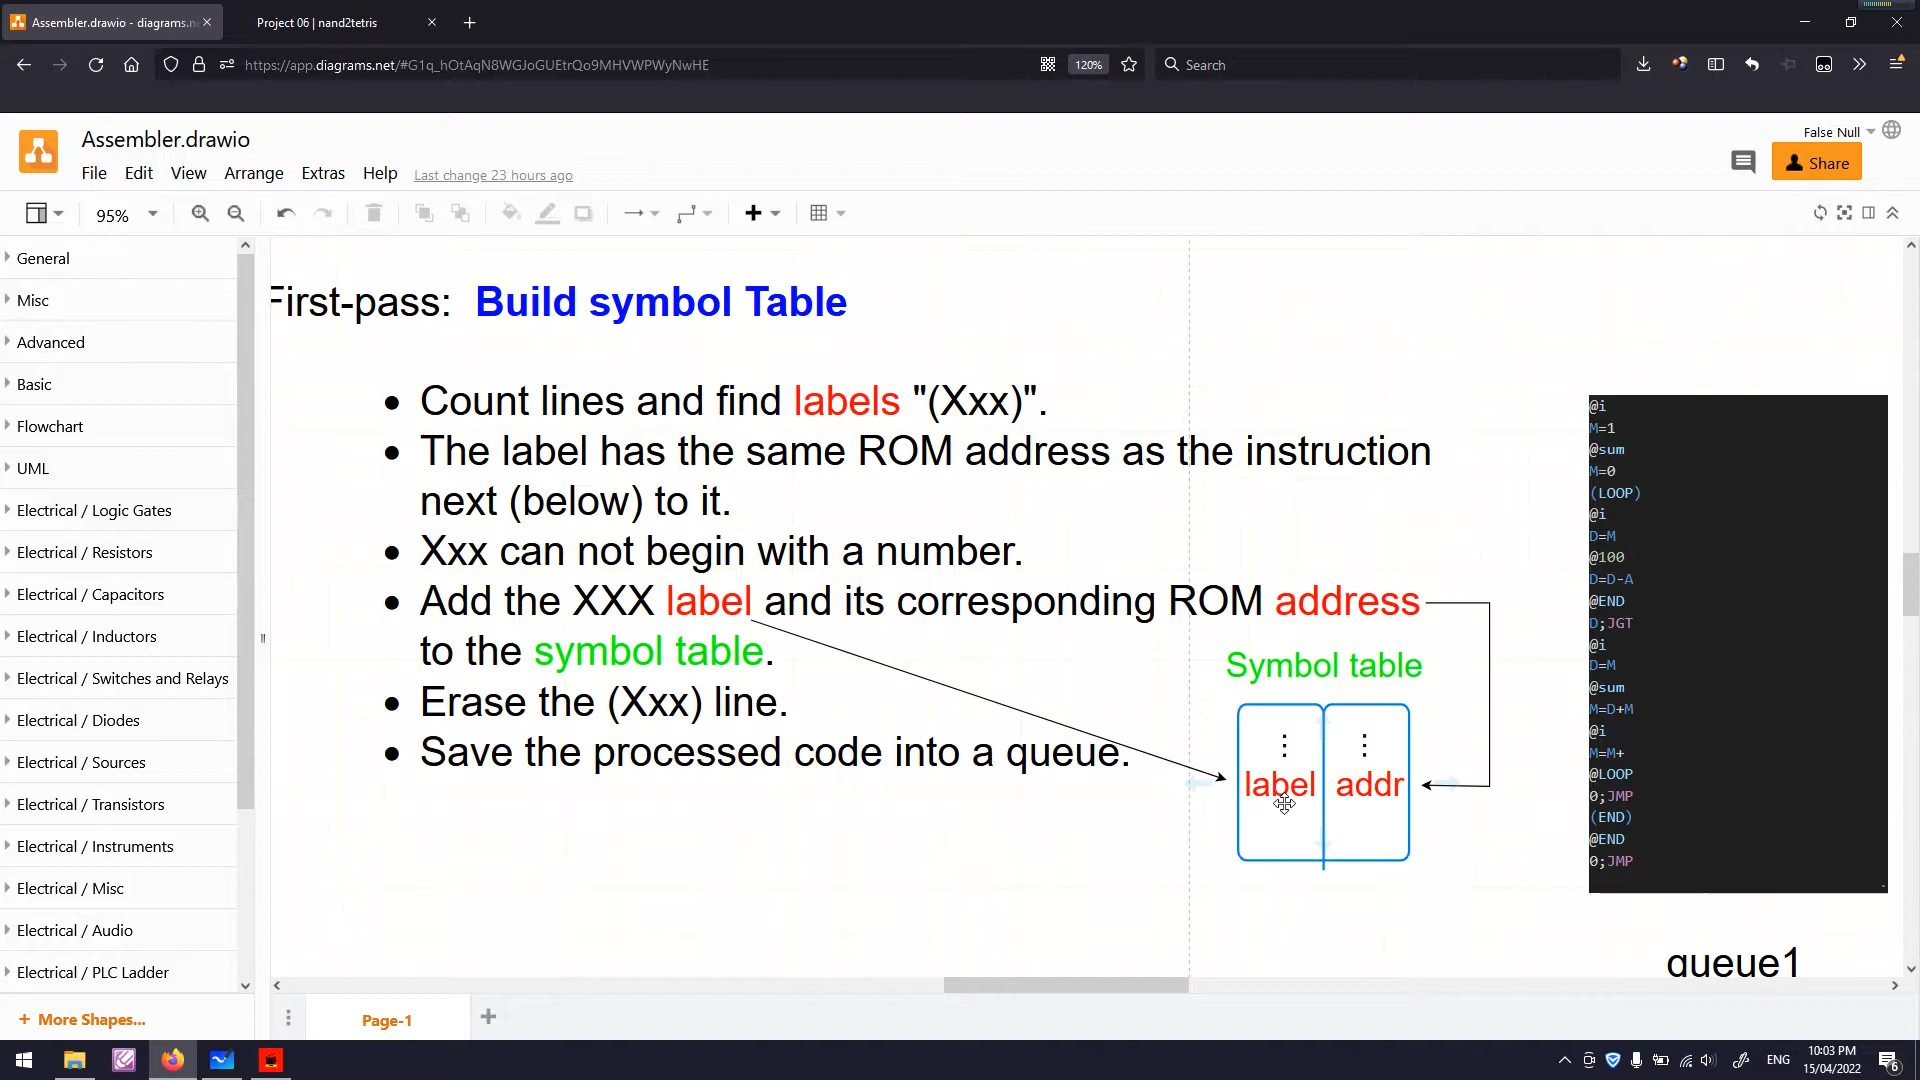 Assembler.drawio - diagrams.ne
Project 06 | nand2tetris
https://app.diagrams.net/#G1q_hOtAqN8WGJoGUEtrQo9MHVWPWyNwHE
120%
Search
Assembler.drawio
False Null
File Edit View Arrange Extras Help Last change 23 hours ago
Share
95%
General
Misc
Advanced
Basic
Flowchart
UML
Electrical / Logic Gates
Electrical / Resistors
Electrical / Capacitors
Electrical / Inductors
Electrical / Switches and Relays
Electrical / Diodes
Electrical / Sources
Electrical / Transistors
Electrical / Instruments
Electrical / Misc
Electrical / Audio
Electrical / PLC Ladder
+ More Shapes...
First-pass: Build symbol Table
• Count lines and find labels "(Xxx)".
• The label has the same ROM address as the instruction
next (below) to it.
• Xxx can not begin with a number.
• Add the XXX label and its corresponding ROM address
to the symbol table.
• Erase the (Xxx) line.
• Save the processed code into a queue.
Symbol table
⋮ ⋮
label addr
@i
M=1
@sum
M=0
(LOOP)
@i
D=M
@100
D=D-A
@END
D;JGT
@i
D=M
@sum
M=D+M
@i
M=M+
@LOOP
0;JMP
(END)
@END
0;JMP
queue1
Page-1
ENG
10:03 PM
15/04/2022
6